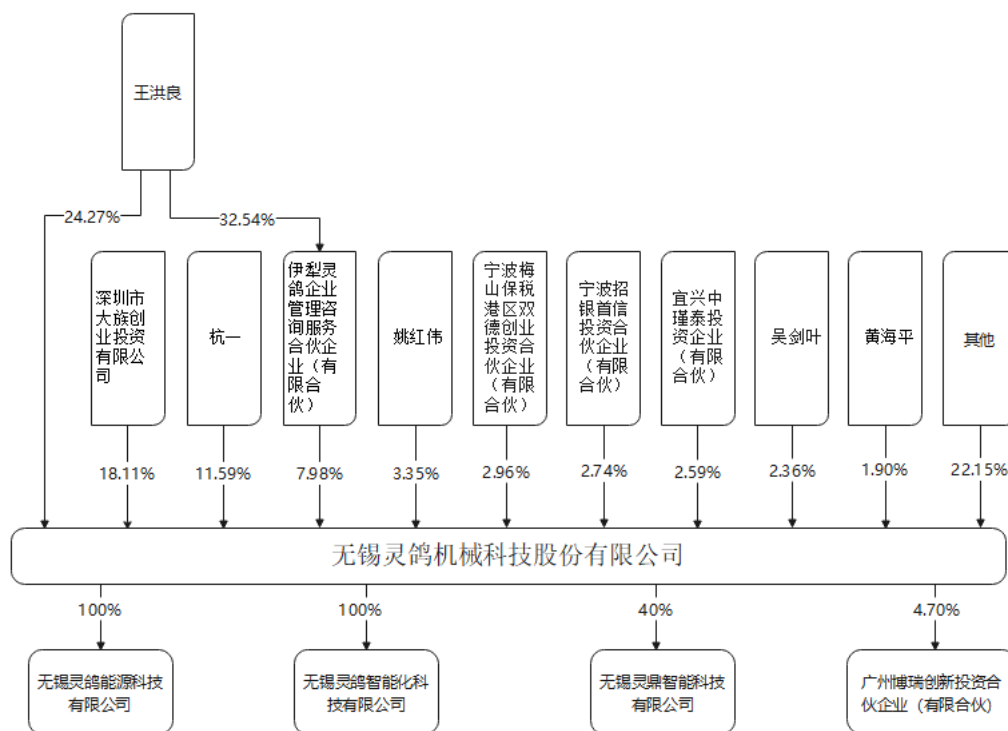 王洪良
24.27%
32.54%
深圳市
大族创
业投资
有限公
司
杭一
伊犁灵
鸽企业
管理咨
询服务
合伙企
业（有
限合
伙）
姚红伟
宁波梅
山保税
港区双
德创业
投资合
伙企业
（有限
合伙）
宁波招
银首信
投资合
伙企业
（有限
合伙）
宜兴中
瑾泰投
资企业
（有限
合伙）
吴剑叶
黄海平
其他
18.11%
11.59%
7.98%
3.35%
2.96%
2.74%
2.59%
2.36%
1.90%
22.15%
无锡灵鸽机械科技股份有限公司
100%
100%
40%
4.70%
无锡灵鸽能源科技
有限公司
无锡灵鸽智能化科
技有限公司
无锡灵鼎智能科技
有限公司
广州博瑞创新投资合
伙企业（有限合伙）